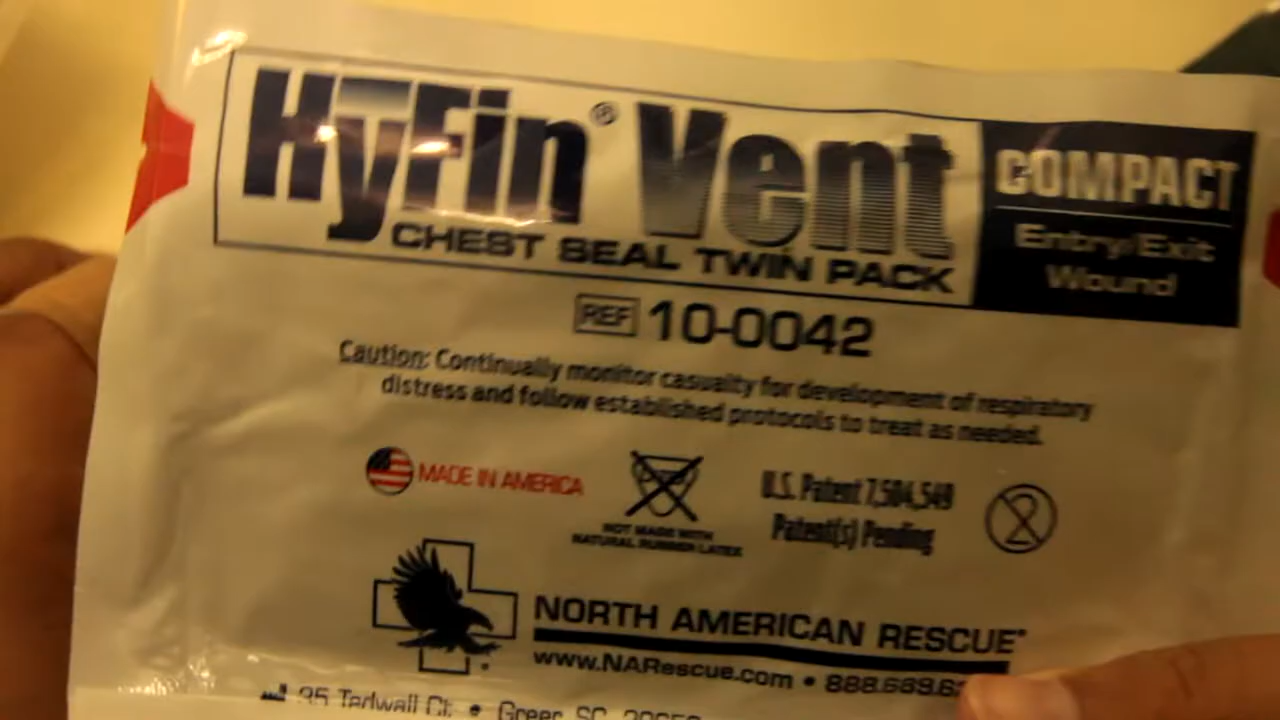 HyFin® Vent
CHEST SEAL TWIN PACK
COMPACT
Entry/Exit
Wound
REF 10-0042
Caution: Continually monitor casualty for development of respiratory
distress and follow established protocols to treat as needed.
MADE IN AMERICA
NOT MADE WITH
NATURAL RUBBER LATEX
U.S. Patent 7,504,549
Patent(s) Pending
2
NORTH AMERICAN RESCUE®
www.NARescue.com • 888.689.6
35 Tedwall Ct. • Greer, SC